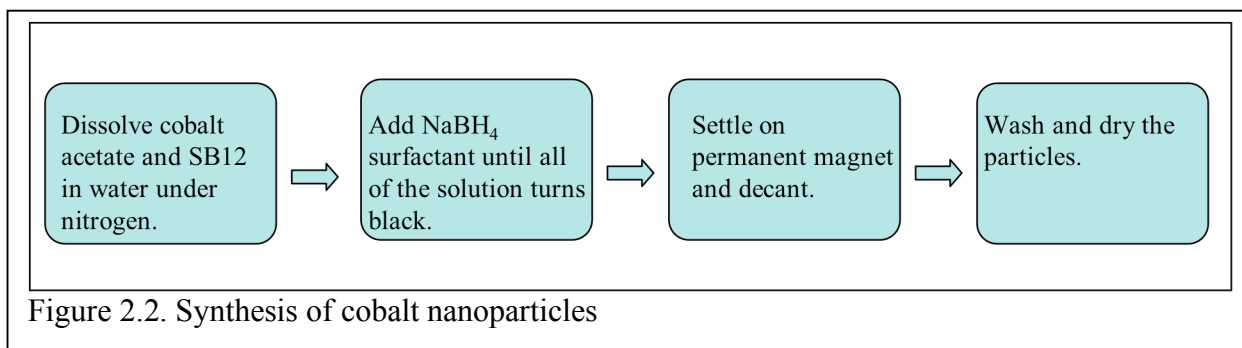 Dissolve cobalt
acetate and SB12
in water under
nitrogen.
Add NaBH₄
surfactant until all
of the solution turns
black.
Settle on
permanent magnet
and decant.
Wash and dry the
particles.
Figure 2.2. Synthesis of cobalt nanoparticles